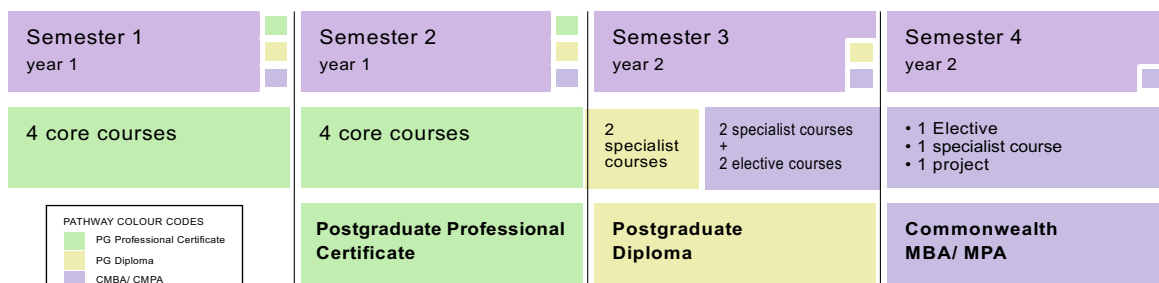 Semester 1
year 1
Semester 2
year 1
Semester 3
year 2
Semester 4
year 2
4 core courses
4 core courses
2
specialist
courses
2 specialist courses
+
2 elective courses
• 1 Elective
• 1 specialist course
• 1 project
PATHWAY COLOUR CODES
PG Professional Certificate
PG Diploma
CMBA/ CMPA
Postgraduate Professional
Certificate
Postgraduate
Diploma
Commonwealth
MBA/ MPA